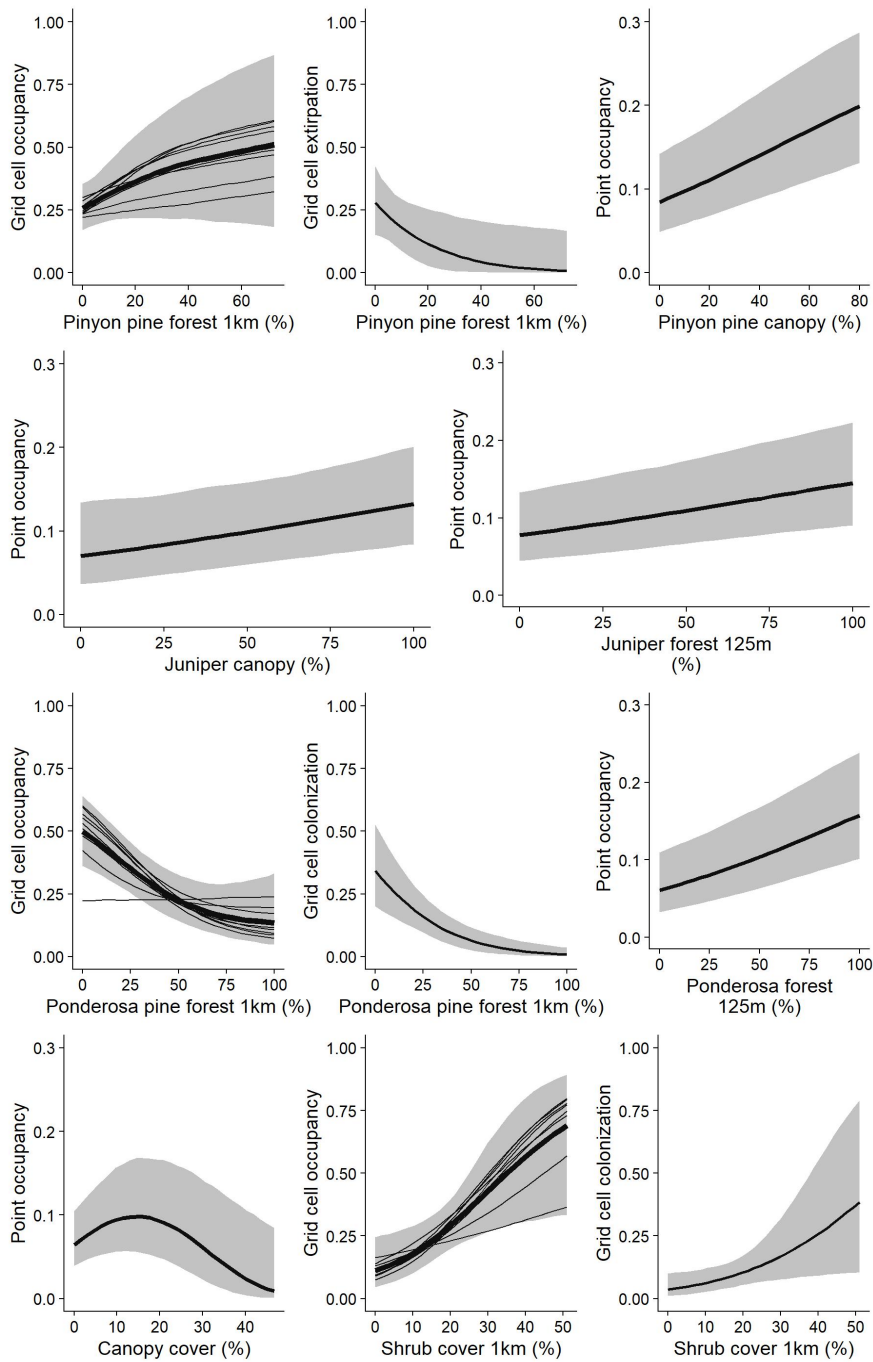 Grid cell occupancy
1.00
0.75
0.50
0.25
0.00
0 20 40 60
Pinyon pine forest 1km (%)
Grid cell extirpation
1.00
0.75
0.50
0.25
0.00
0 20 40 60
Pinyon pine forest 1km (%)
Point occupancy
0.3
0.2
0.1
0.0
0 20 40 60 80
Pinyon pine canopy (%)
Point occupancy
0.3
0.2
0.1
0.0
0 25 50 75 100
Juniper canopy (%)
Point occupancy
0.3
0.2
0.1
0.0
0 25 50 75 100
Juniper forest 125m
(%)
Grid cell occupancy
1.00
0.75
0.50
0.25
0.00
0 25 50 75 100
Ponderosa pine forest 1km (%)
Grid cell colonization
1.00
0.75
0.50
0.25
0.00
0 25 50 75 100
Ponderosa pine forest 1km (%)
Point occupancy
0.3
0.2
0.1
0.0
0 25 50 75 100
Ponderosa forest
125m (%)
Point occupancy
0.3
0.2
0.1
0.0
0 10 20 30 40
Canopy cover (%)
Grid cell occupancy
1.00
0.75
0.50
0.25
0.00
0 10 20 30 40 50
Shrub cover 1km (%)
Grid cell colonization
1.00
0.75
0.50
0.25
0.00
0 10 20 30 40 50
Shrub cover 1km (%)